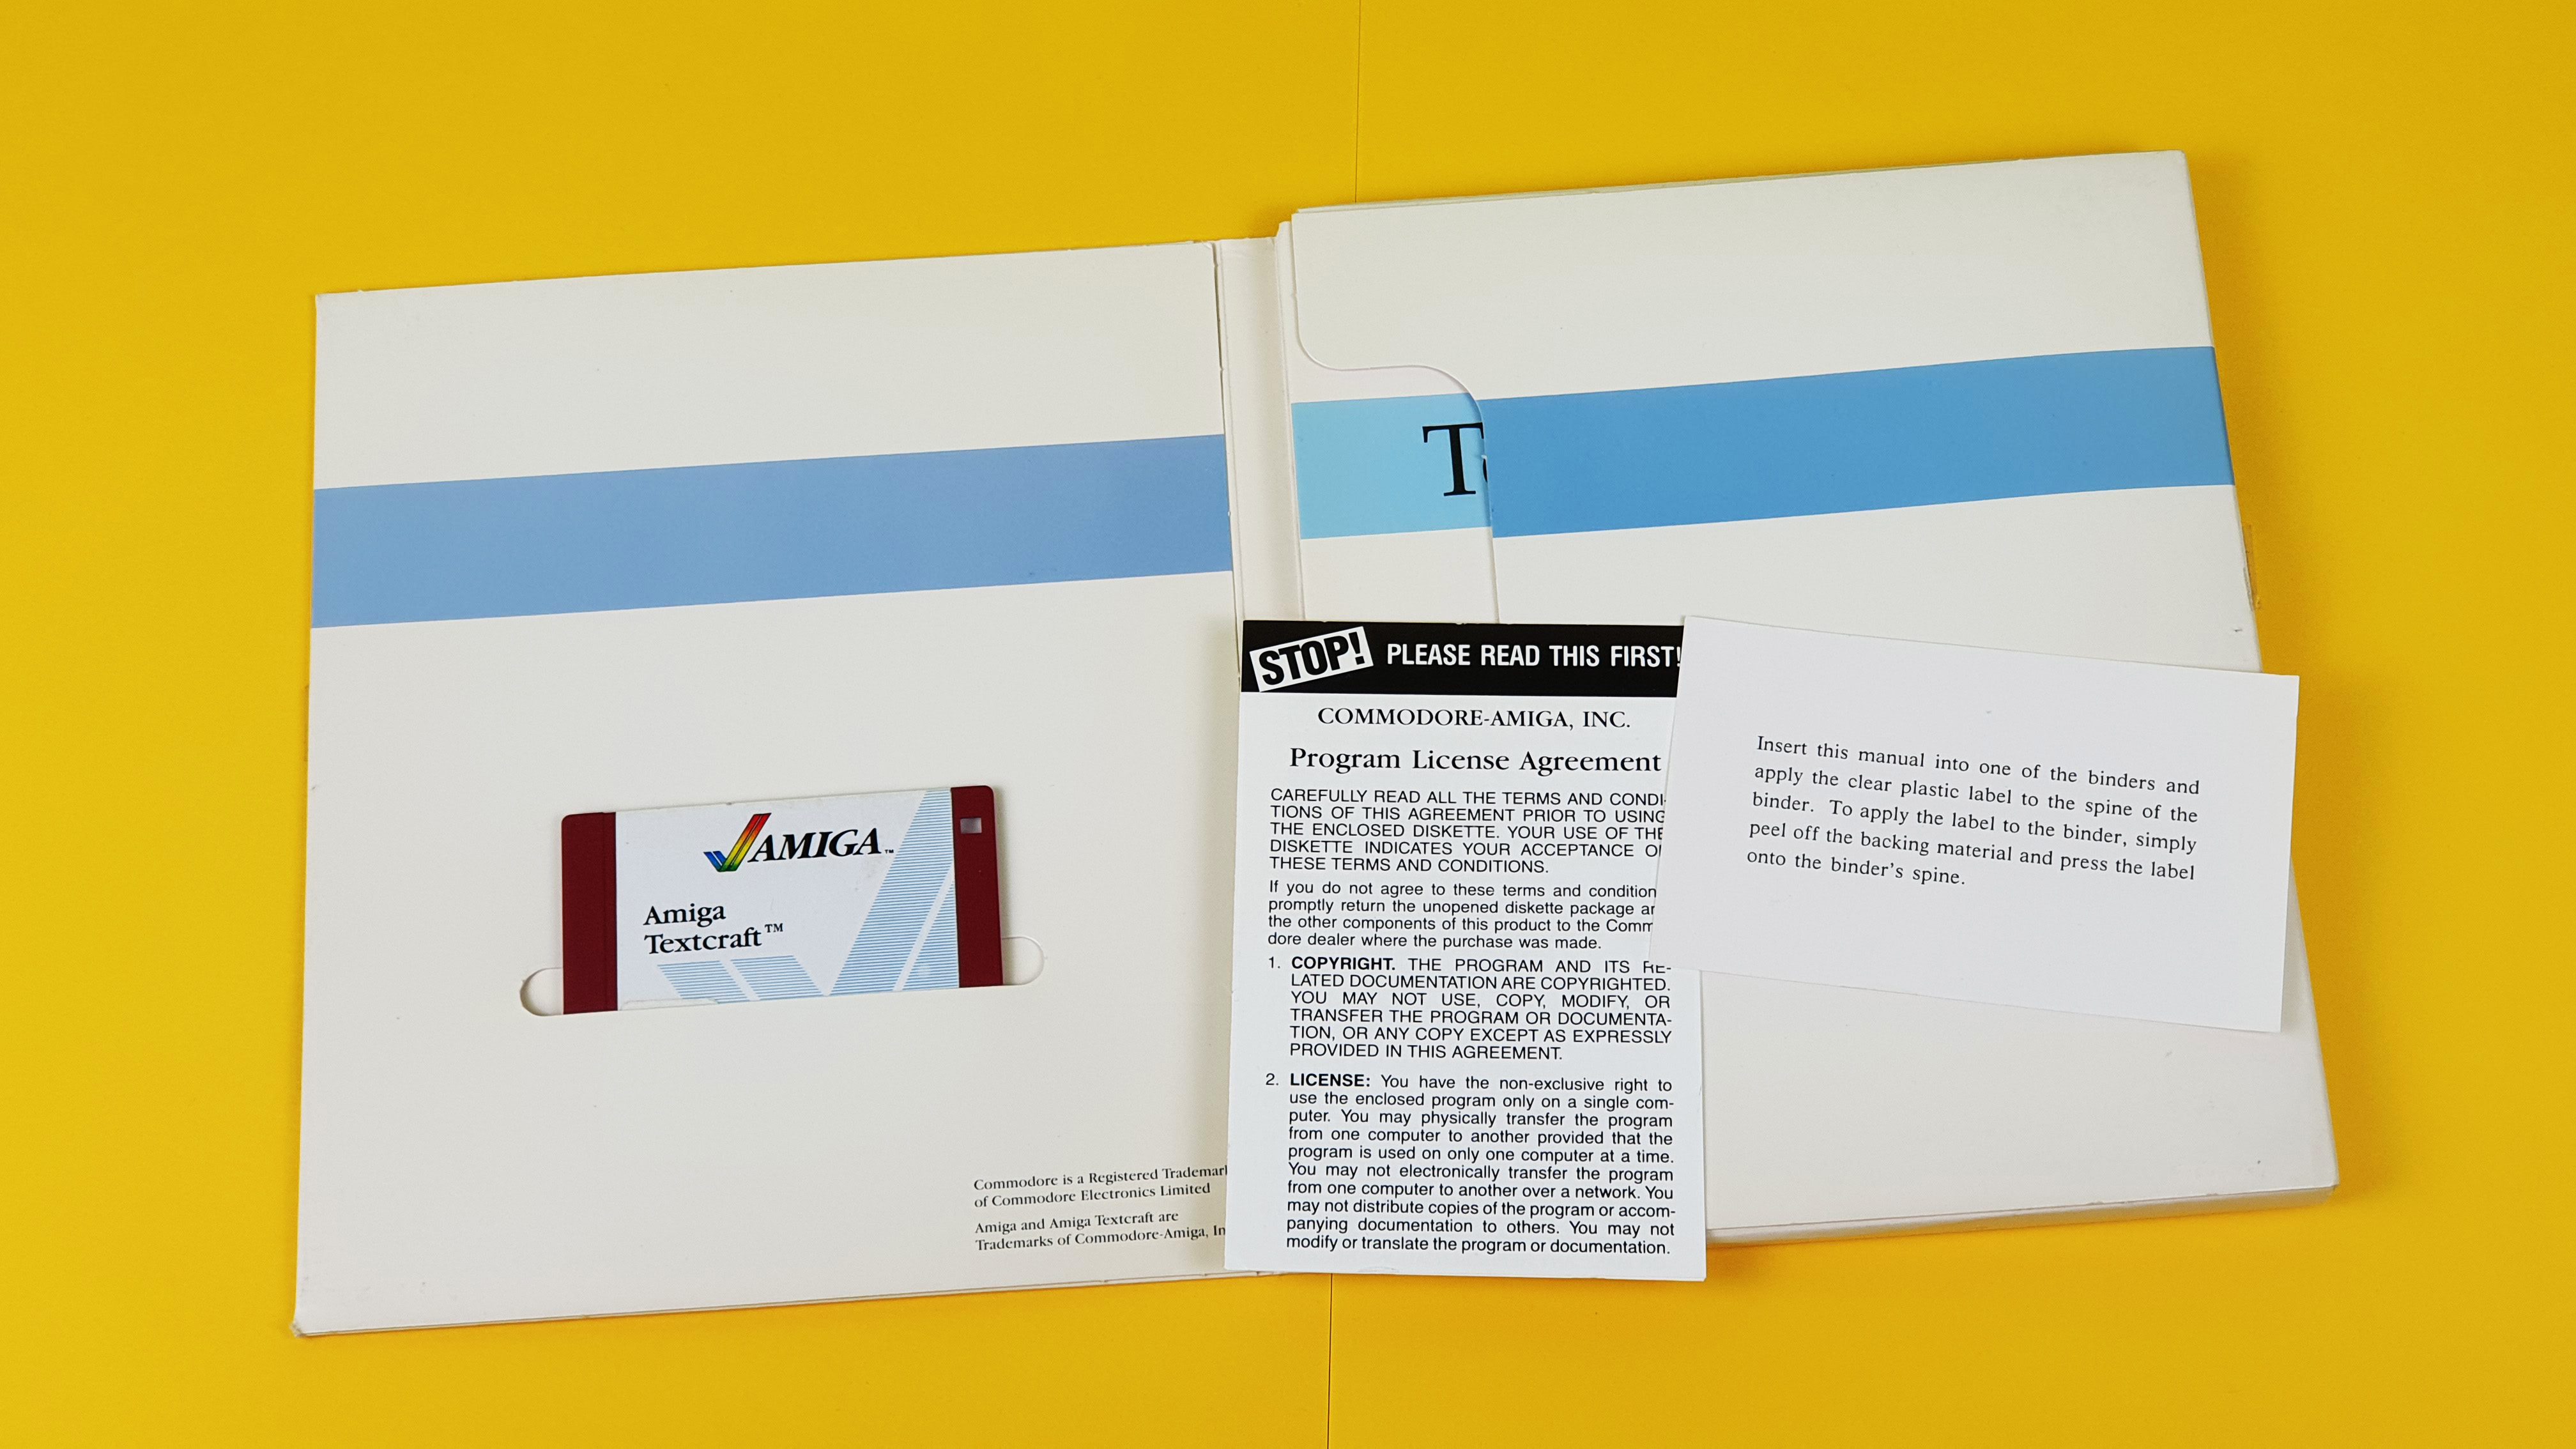 AMIGA™
Amiga
Textcraft™
Commodore is a Registered
of Commodore Electronics Limited
Amiga and Amiga Textcraft are
Trademarks of Commodore-Amiga,
STOP! PLEASE READ THIS FIRST!
COMMODORE-AMIGA, INC.
Program License Agreement
CAREFULLY READ ALL THE TERMS AND CONDI-
TIONS OF THIS AGREEMENT PRIOR TO USING
THE ENCLOSED DISKETTE. YOUR USE OF THE
DISKETTE INDICATES YOUR ACCEPTANCE
THESE TERMS AND CONDITIONS.
If you do not agree to these terms and
promptly return the unopened diskette package
the other components of this product to the
dore dealer where the purchase was made.
1. COPYRIGHT. THE PROGRAM AND ITS RE-
LATED DOCUMENTATION ARE COPYRIGHTED.
YOU MAY NOT USE, COPY, MODIFY, OR
TRANSFER THE PROGRAM OR DOCUMENTA-
TION, OR ANY COPY EXCEPT AS EXPRESSLY
PROVIDED IN THIS AGREEMENT.
2. LICENSE: You have the non-exclusive right to
use the enclosed program only on a single com-
puter. You may physically transfer the program
from one computer to another provided that the
program is used on only one computer at a time.
You may not electronically transfer the program
from one computer to another over a network. You
may not distribute copies of the program or accom-
panying documentation to others. You may not
modify or translate the program or documentation.
Insert this manual into one of the binders and
apply the clear plastic label to the spine of the
binder. To apply the label to the binder, simply
peel off the backing material and press the label
onto the binder's spine.